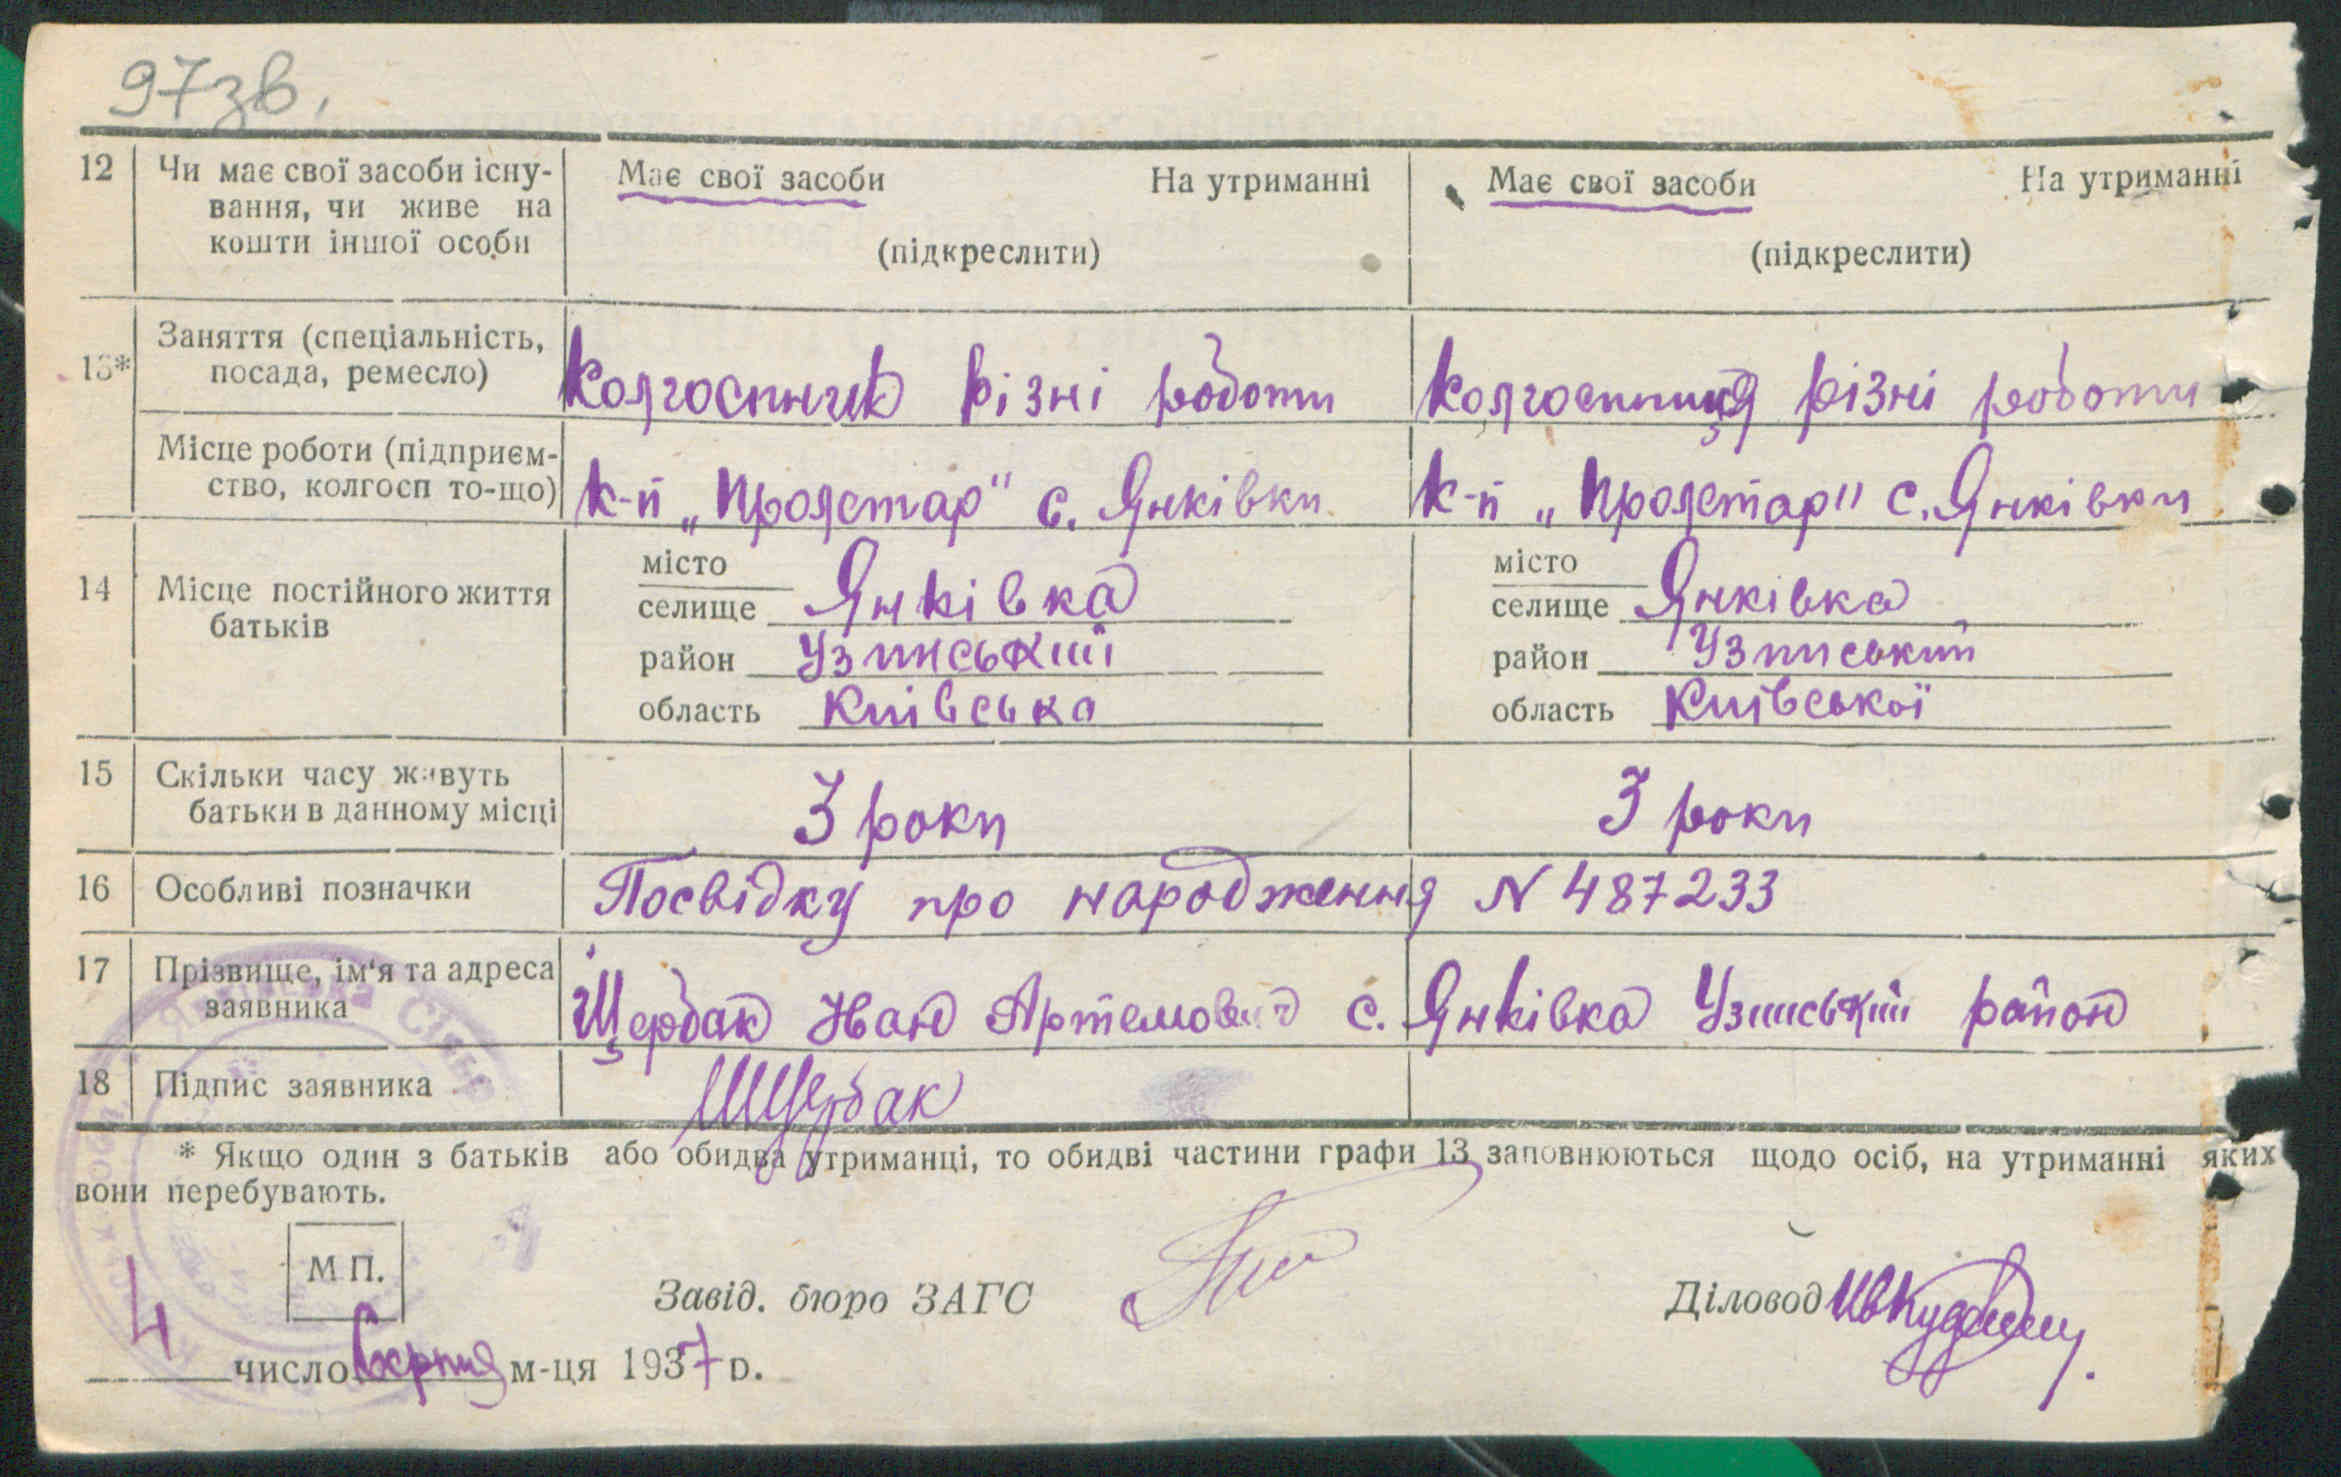 97зв.
12 Чи має свої засоби існу- Має свої засоби На утриманні Має свої засоби На утриманні
вання, чи живе на
кошти іншої особи (підкреслити) (підкреслити)
13* Заняття (спеціальність,
посада, ремесло) Колгоспник різні роботи Колгоспниця різні роботи
Місце роботи (підприєм-
ство, колгосп то-що) к-п „Пролетар" с. Янківки к-п „Пролетар" с. Янківки
14 Місце постійного життя
батьків
місто
селище Янківка
район Узинський
область Київська
місто
селище Янківка
район Узинський
область Київської
15 Скільки часу живуть
батьки в данному місці 3 роки 3 роки
16 Особливі позначки Посвідку про народження N 487233
17 Прізвище, ім'я та адреса
заявника Щербак Іван Артемович с. Янківка Узинський район
18 Підпис заявника Щербак
* Якщо один з батьків або обидва утриманці, то обидві частини графи 13 заповнюються щодо осіб, на утриманні яких
вони перебувають.
М П.
Завід. бюро ЗАГС Діловод
4 число Серпня м-ця 1937 р.